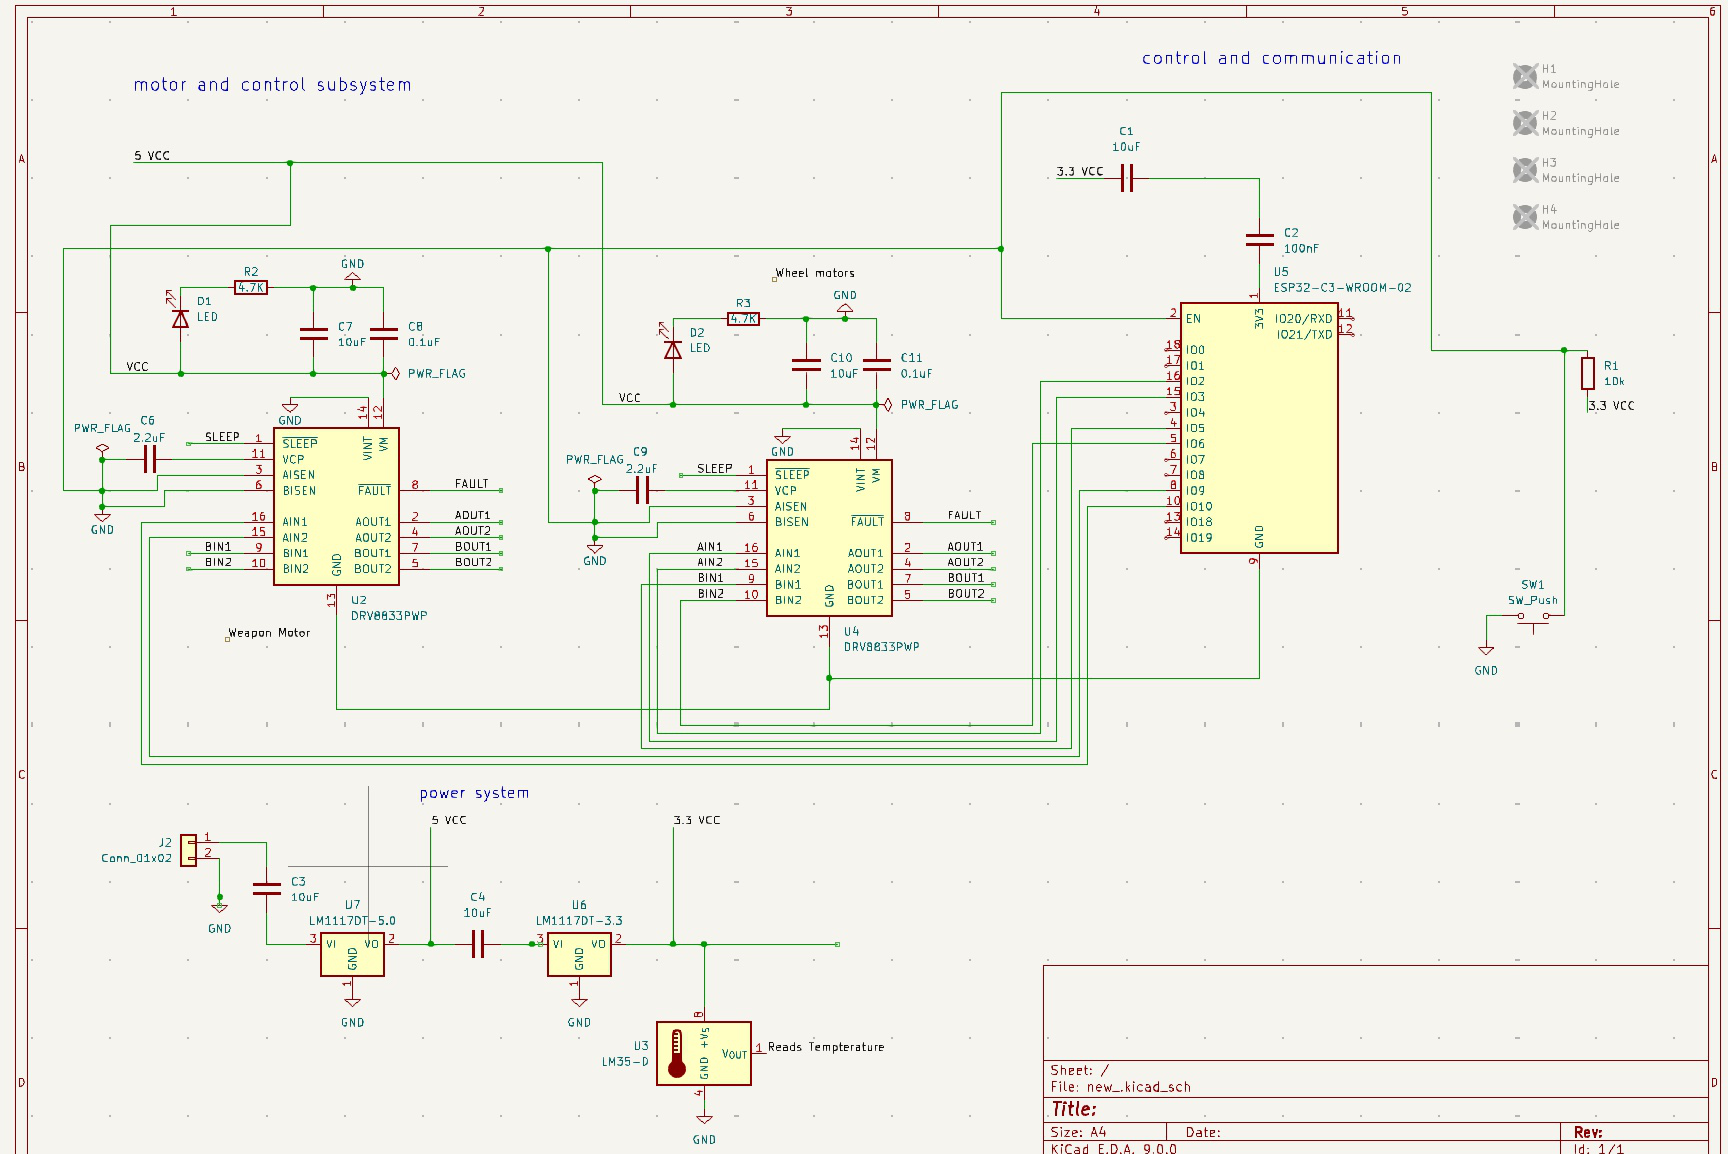 1 2 3 4 5 6
A
B
C
D
A
B
C
D
motor and control subsystem
control and communication
H1
MountingHole
H2
MountingHole
H3
MountingHole
H4
MountingHole
5 VCC
C1
10uF
3.3 VCC
C2
100nF
U5
ESP32-C3-WROOM-02
2 EN
1
3V3
IO20/RXD 11
IO21/TXD 12
18 IO0
17 IO1
16 IO2
15 IO3
3 IO4
4 IO5
5 IO6
6 IO7
7 IO8
8 IO9
10 IO10
13 IO18
14 IO19
GND
9
R1
10k
3.3 VCC
SW1
SW_Push
GND
GND
R2
4.7K
D1
LED
C7
10uF
C8
0.1uF
VCC
PWR_FLAG
GND
14
12
PWR_FLAG
C6
2.2uF
SLEEP 1 SLEEP
11 VCP
3 AISEN
6 BISEN
VINT
VM
FAULT 8 FAULT
GND
16 AIN1
15 AIN2
BIN1 9 BIN1
BIN2 10 BIN2
AOUT1 2 AOUT1
AOUT2 4 AOUT2
BOUT1 7 BOUT1
BOUT2 5 BOUT2
GND
13
U2
DRV8833PWP
Weapon Motor
Wheel motors
GND
R3
4.7K
D2
LED
C10
10uF
C11
0.1uF
VCC
PWR_FLAG
GND
14
12
PWR_FLAG
C9
2.2uF
SLEEP 1 SLEEP
11 VCP
3 AISEN
6 BISEN
VINT
VM
FAULT 8 FAULT
GND
AIN1 16 AIN1
AIN2 15 AIN2
BIN1 9 BIN1
BIN2 10 BIN2
AOUT1 2 AOUT1
AOUT2 4 AOUT2
BOUT1 7 BOUT1
BOUT2 5 BOUT2
GND
13
U4
DRV8833PWP
power system
5 VCC
3.3 VCC
J2
Conn_01x02
1
2
GND
C3
10uF
U7
LM1117DT-5.0
3 VI VO 2
GND
1
GND
C4
10uF
U6
LM1117DT-3.3
3 VI VO 2
GND
1
GND
8
U3
LM35-D
+Vs
GND
VOUT 1
Reads Tempterature
4
GND
Sheet: /
File: new_.kicad_sch
Title:
Size: A4 Date: Rev:
KiCad E.D.A. 9.0.0 Id: 1/1